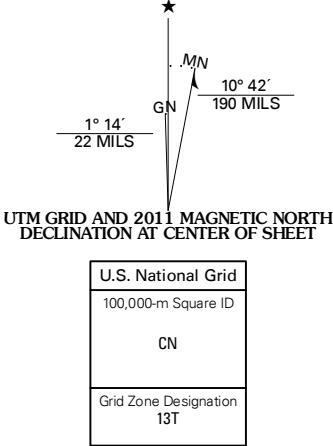 MN
10° 42´
190 MILS
GN
1° 14´
22 MILS
UTM GRID AND 2011 MAGNETIC NORTH
DECLINATION AT CENTER OF SHEET
U.S. National Grid
100,000-m Square ID
CN
Grid Zone Designation
13T